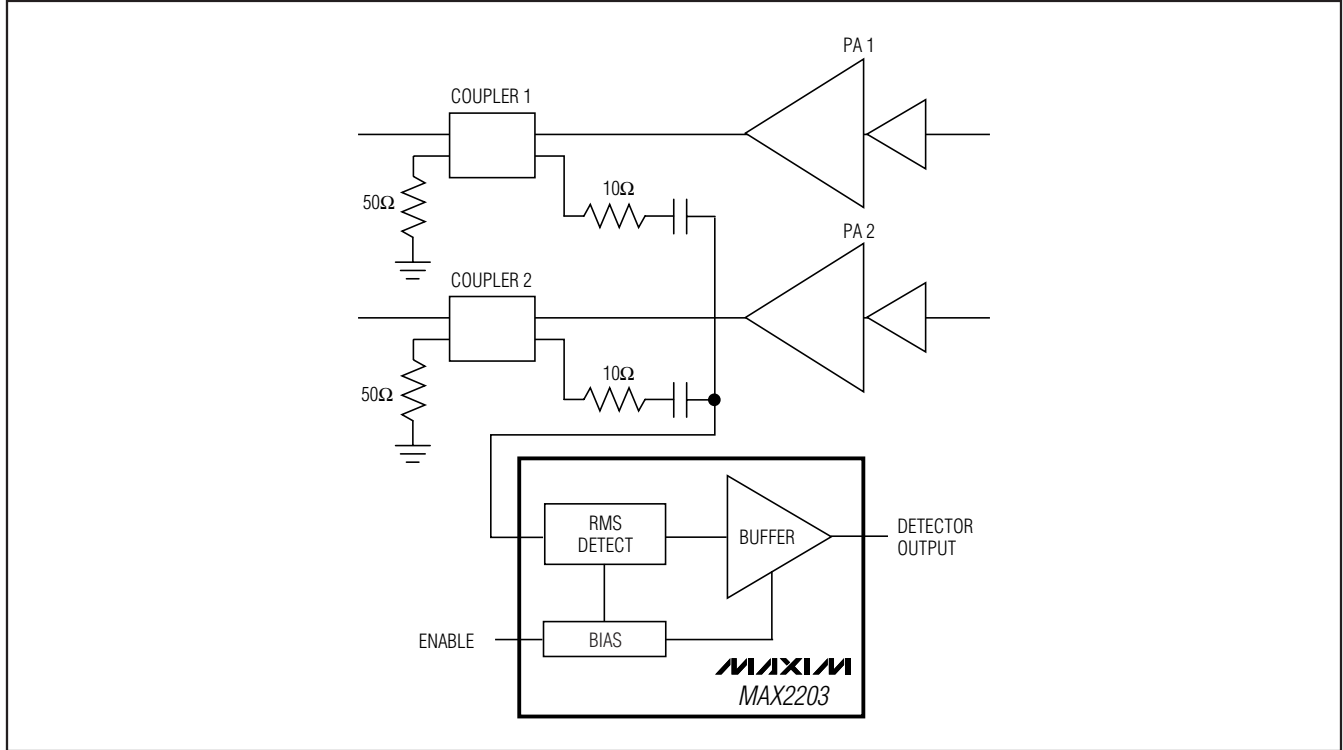 PA 1
COUPLER 1
10Ω
50Ω
PA 2
COUPLER 2
10Ω
50Ω
RMS
DETECT
BUFFER
DETECTOR
OUTPUT
ENABLE
BIAS
MAXIM
MAX2203